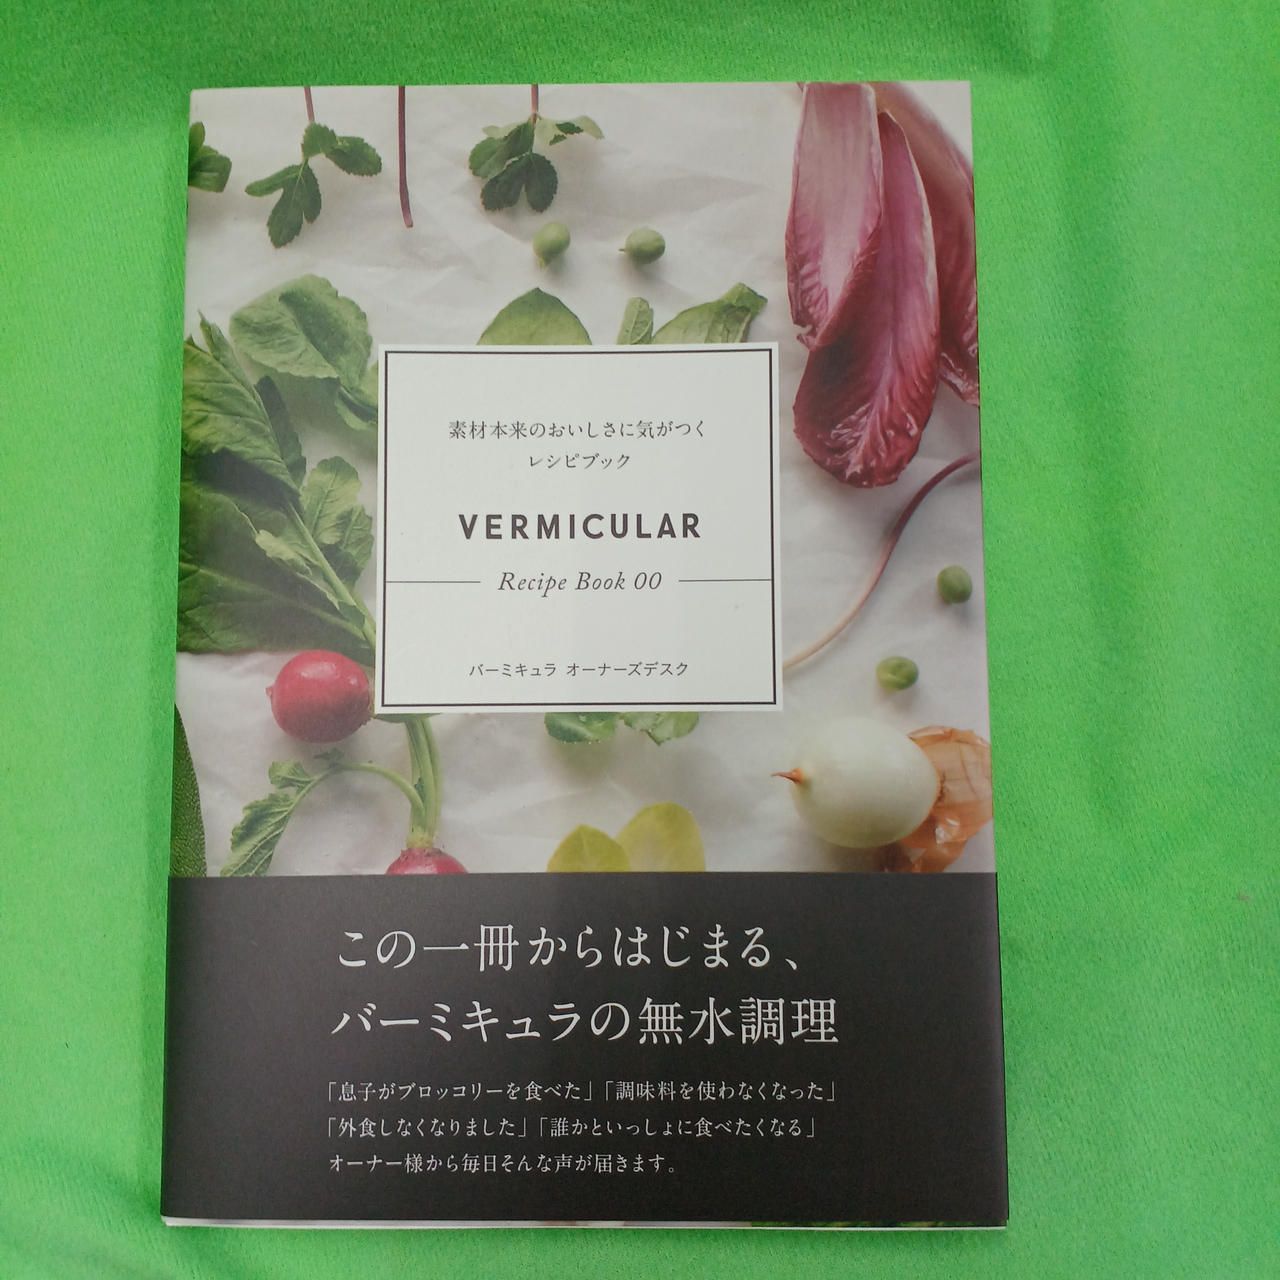 素材本来のおいしさに気がつく
レシピブック
VERMICULAR
Recipe Book 00
バーミキュラ オーナーズデスク
この一冊からはじまる、
バーミキュラの無水調理
「息子がブロッコリーを食べた」「調味料を使わなくなった」
「外食しなくなりました」「誰かといっしょに食べたくなる」
オーナー様から毎日そんな声が届きます。